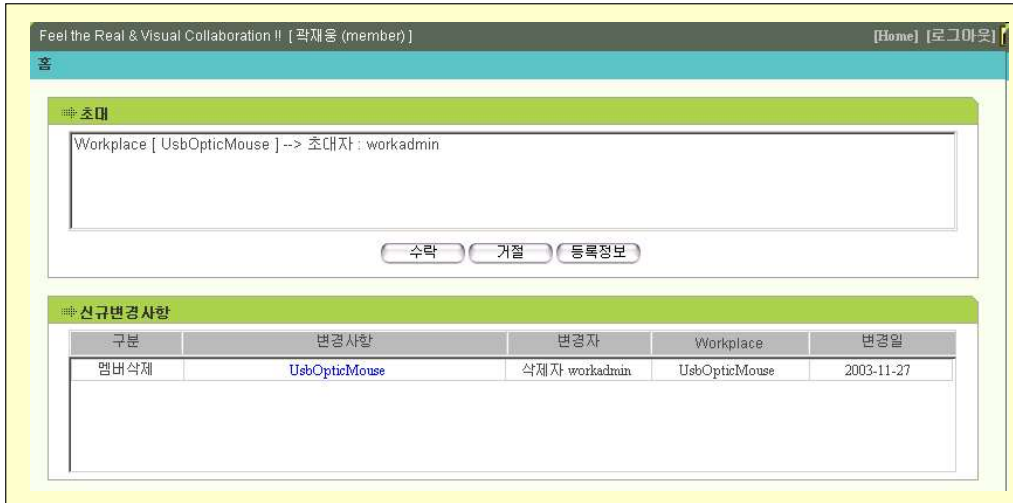 Feel the Real & Visual Collaboration !! [ 곽재웅 (member) ] [Home] [로그아웃]
홈
초대
Workplace [ UsbOpticMouse ] --> 초대자 : workadmin
수락 거절 등록정보
신규변경사항
구분 변경사항 변경자 Workplace 변경일
멤버삭제 UsbOpticMouse 삭제자 workadmin UsbOpticMouse 2003-11-27